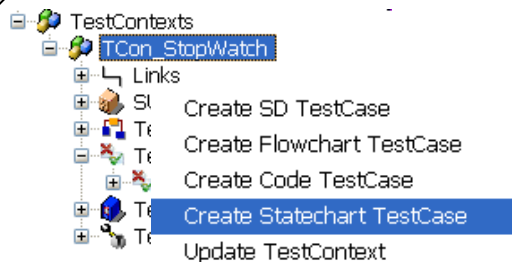 TestContexts
TCon_StopWatch
Links
Create SD TestCase
Create Flowchart TestCase
Create Code TestCase
Create Statechart TestCase
Update TestContext